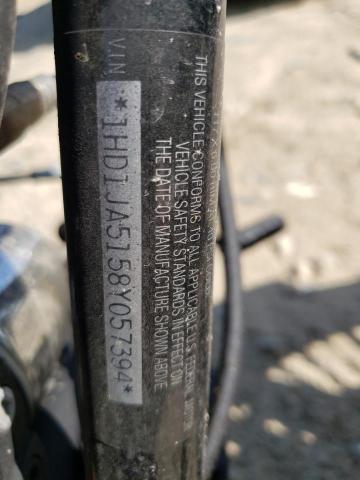 VIN
*1HD1JA5158Y057394*
THIS VEHICLE CONFORMS TO ALL APPLICABLE U.S. FEDERAL MOTOR
VEHICLE SAFETY STANDARDS IN EFFECT ON
THE DATE OF MANUFACTURE SHOWN ABOVE